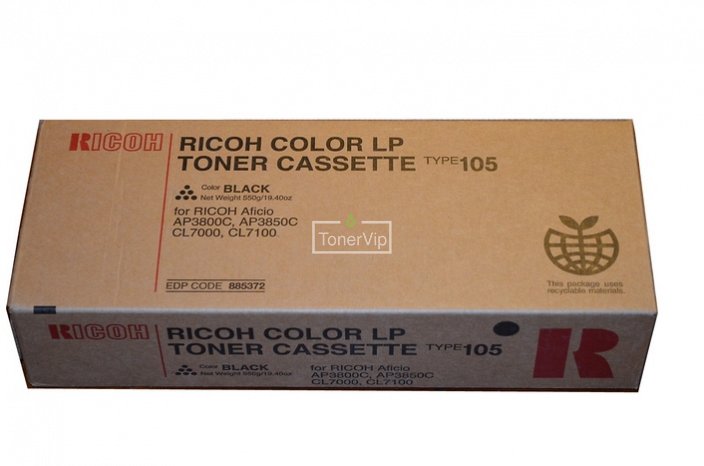 RICOH
RICOH COLOR LP
TONER CASSETTE TYPE 105
Color BLACK
Net Weight 550g/19.40oz
for RICOH Aficio
AP3800C, AP3850C
CL7000, CL7100
EDP CODE 885372
TonerVip
This package uses
recyclable materials.
RICOH
RICOH COLOR LP
TONER CASSETTE TYPE 105
Color BLACK
Net Weight 550g/19.40oz
for RICOH Aficio
AP3800C, AP3850C
CL7000, CL7100
R